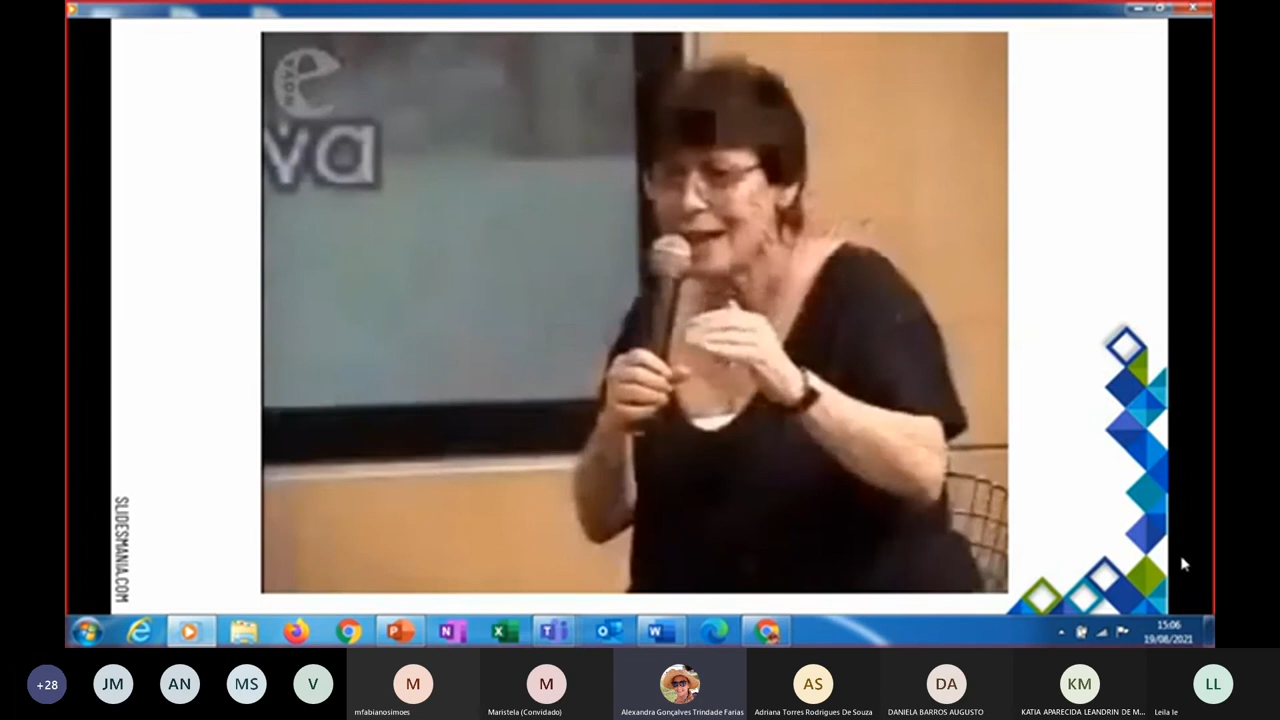 e
NOVA
va
SLIDESMANIA.COM
15:06
19/08/2021
+28
JM
AN
MS
V
M
M
AS
DA
KM
LL
mfabianosimoes
Maristela (Convidado)
Alexandra Gonçalves Trindade Farias
Adriana Torres Rodrigues De Souza
DANIELA BARROS AUGUSTO
KATIA APARECIDA LEANDRIN DE M...
Leila le